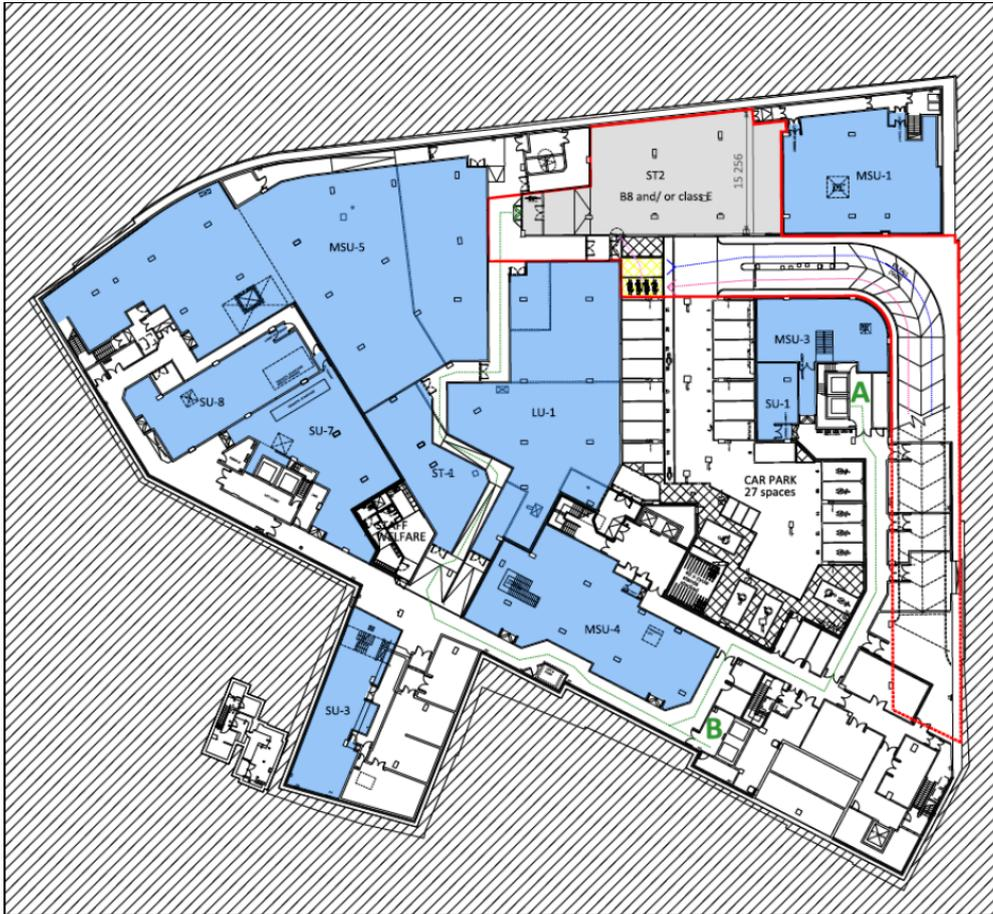 ST2
B8 and/ or class E
15 256
MSU-1
MSU-5
MSU-3
SU-1
A
LU-1
SU-8
SU-7
ST-1
CAR PARK
27 spaces
STAFF
WELFARE
MSU-4
SU-3
B